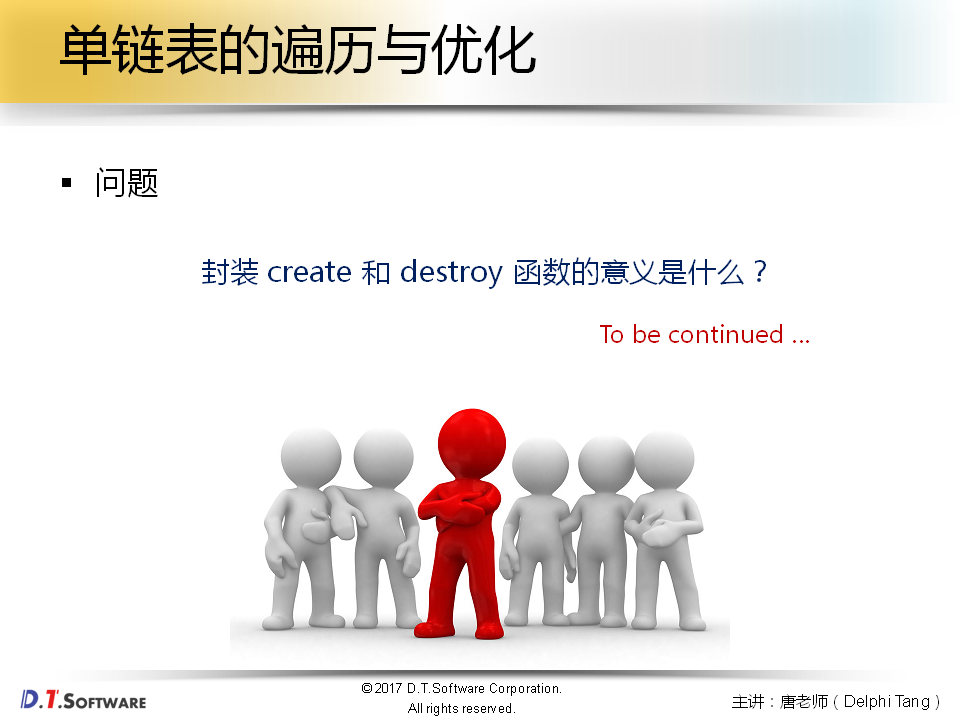 单链表的遍历与优化
▪ 问题
封装 create 和 destroy 函数的意义是什么？
To be continued ...
D.T.SOFTWARE
©2017 D.T.Software Corporation.
All rights reserved.
主讲：唐老师（Delphi Tang）